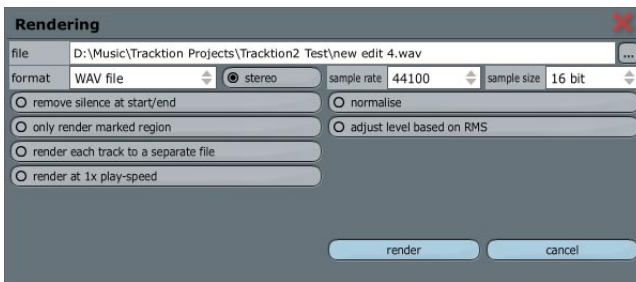 Rendering
file D:\Music\Tracktion Projects\Tracktion2 Test\new edit 4.wav ...
format WAV file stereo sample rate 44100 sample size 16 bit
remove silence at start/end normalise
only render marked region adjust level based on RMS
render each track to a separate file
render at 1x play-speed
render cancel